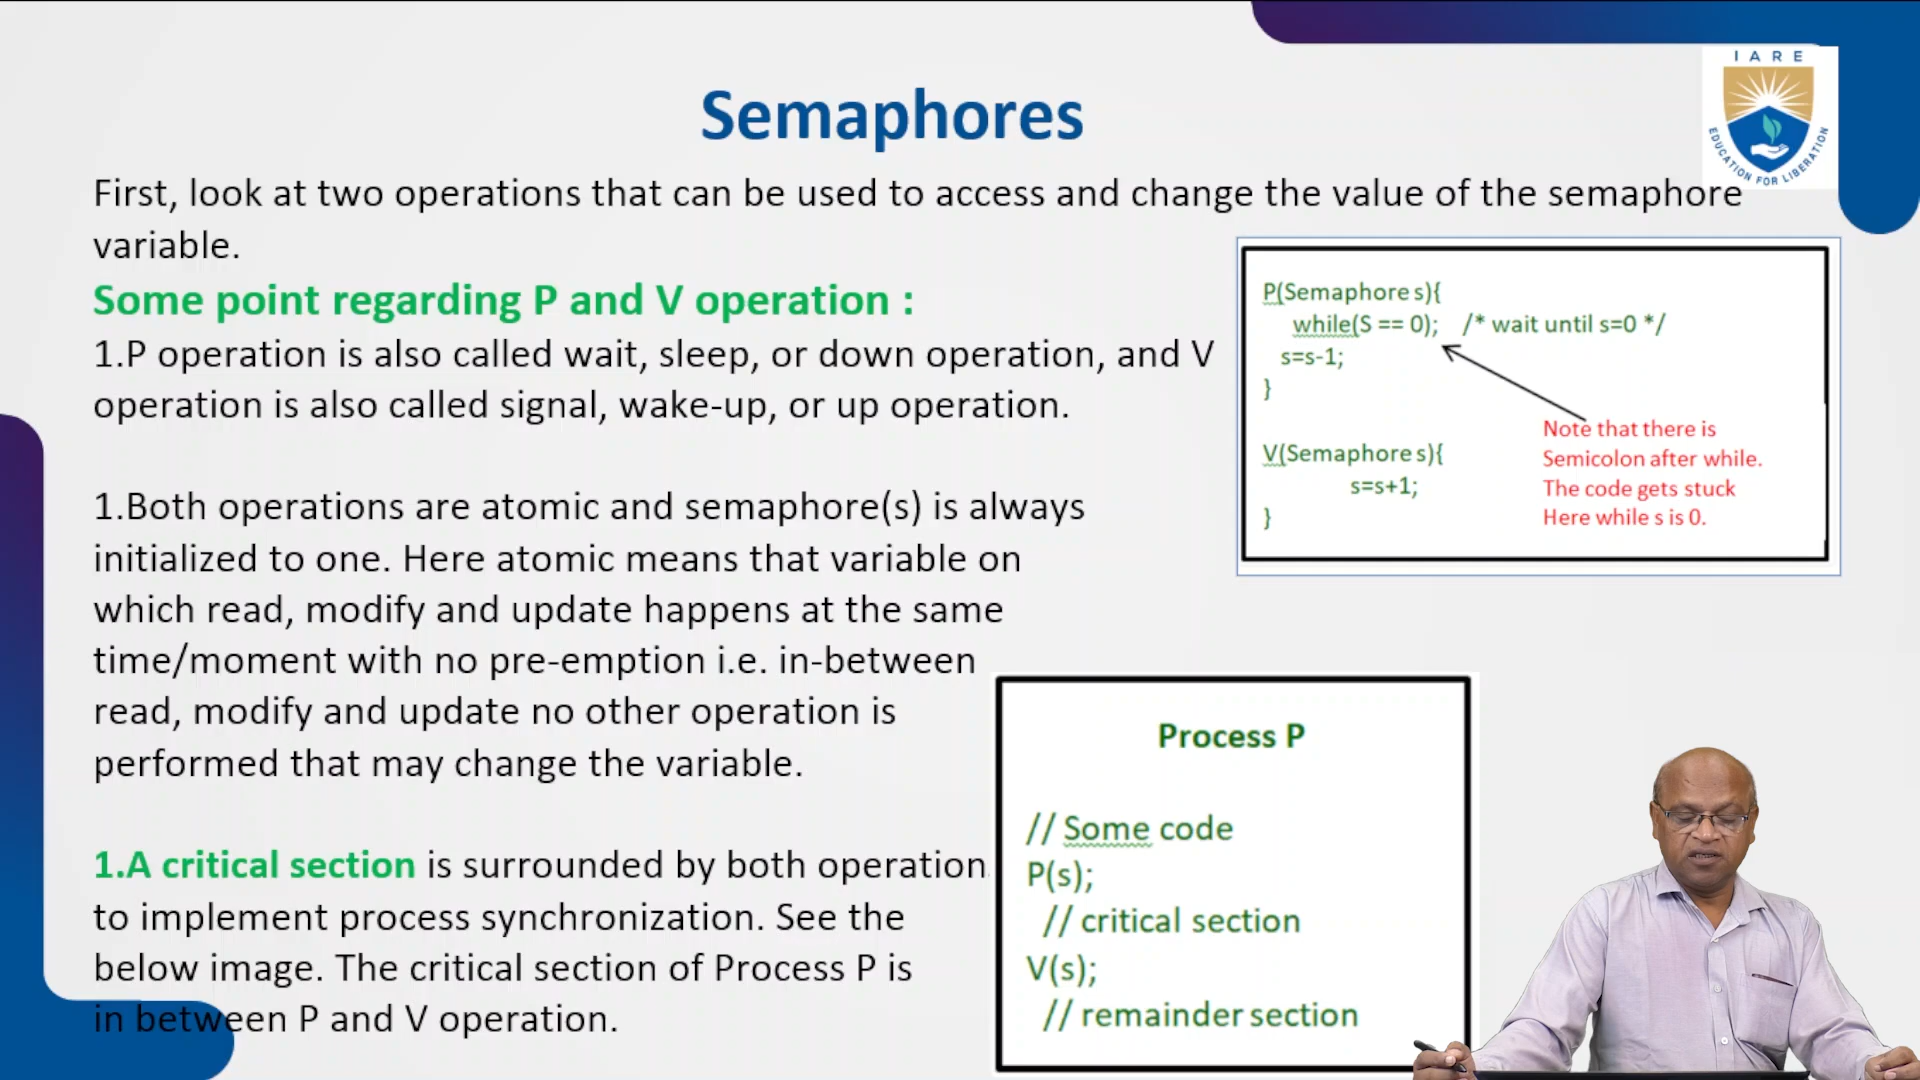 IARE
EDUCATION FOR LIBERATION
Semaphores
First, look at two operations that can be used to access and change the value of the semaphore
variable.
Some point regarding P and V operation :
1.P operation is also called wait, sleep, or down operation, and V
operation is also called signal, wake-up, or up operation.
1.Both operations are atomic and semaphore(s) is always
initialized to one. Here atomic means that variable on
which read, modify and update happens at the same
time/moment with no pre-emption i.e. in-between
read, modify and update no other operation is
performed that may change the variable.
1.A critical section is surrounded by both operation
to implement process synchronization. See the
below image. The critical section of Process P is
in between P and V operation.
P(Semaphore s){
while(S == 0); /* wait until s=0 */
s=s-1;
}
V(Semaphore s){
s=s+1;
}
Note that there is
Semicolon after while.
The code gets stuck
Here while s is 0.
Process P
// Some code
P(s);
// critical section
V(s);
// remainder section